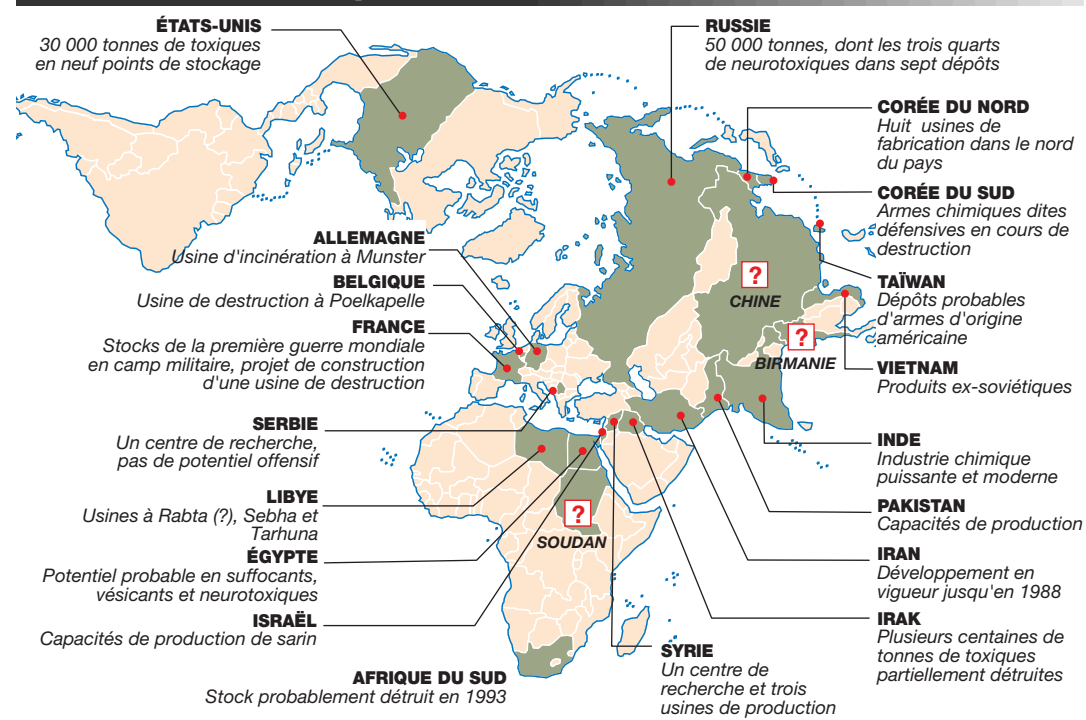 ÉTATS-UNIS
30 000 tonnes de toxiques
en neuf points de stockage
RUSSIE
50 000 tonnes, dont les trois quarts
de neurotoxiques dans sept dépôts
CORÉE DU NORD
Huit usines de
fabrication dans le nord
du pays
CORÉE DU SUD
Armes chimiques dites
défensives en cours de
destruction
TAÏWAN
Dépôts probables
d'armes d'origine
américaine
VIETNAM
Produits ex-soviétiques
INDE
Industrie chimique
puissante et moderne
PAKISTAN
Capacités de production
IRAN
Développement en
vigueur jusqu'en 1988
IRAK
Plusieurs centaines de
tonnes de toxiques
partiellement détruites
SYRIE
Un centre de
recherche et trois
usines de production
ALLEMAGNE
Usine d'incinération à Munster
BELGIQUE
Usine de destruction à Poelkapelle
FRANCE
Stocks de la première guerre mondiale
en camp militaire, projet de construction
d'une usine de destruction
SERBIE
Un centre de recherche,
pas de potentiel offensif
LIBYE
Usines à Rabta (?), Sebha et
Tarhuna
ÉGYPTE
Potentiel probable en suffocants,
vésicants et neurotoxiques
ISRAËL
Capacités de production de sarin
AFRIQUE DU SUD
Stock probablement détruit en 1993
?
CHINE
?
BIRMANIE
?
SOUDAN